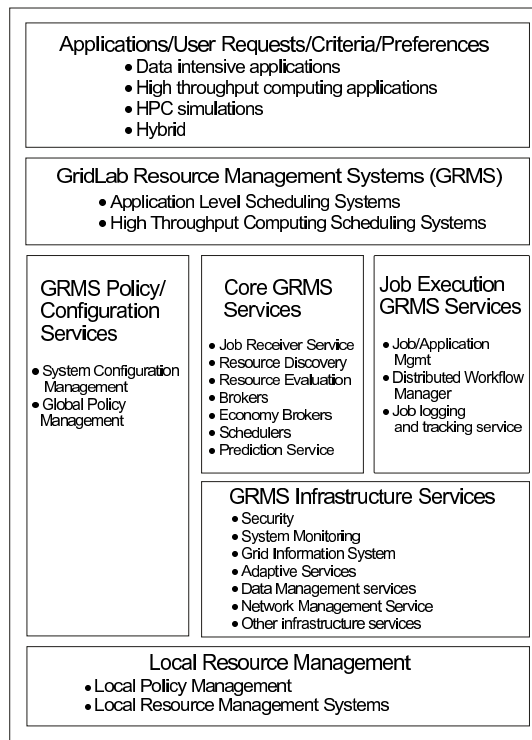 Applications/User Requests/Criteria/Preferences
• Data intensive applications
• High throughput computing applications
• HPC simulations
• Hybrid
GridLab Resource Management Systems (GRMS)
• Application Level Scheduling Systems
• High Throughput Computing Scheduling Systems
GRMS Policy/
Configuration
Services
• System Configuration
Management
• Global Policy
Management
Core GRMS
Services
• Job Receiver Service
• Resource Discovery
• Resource Evaluation
• Brokers
• Economy Brokers
• Schedulers
• Prediction Service
Job Execution
GRMS Services
• Job/Application
Mgmt
• Distributed Workflow
Manager
• Job logging
and tracking service
GRMS Infrastructure Services
• Security
• System Monitoring
• Grid Information System
• Adaptive Services
• Data Management services
• Network Management Service
• Other infrastructure services
Local Resource Management
• Local Policy Management
• Local Resource Management Systems